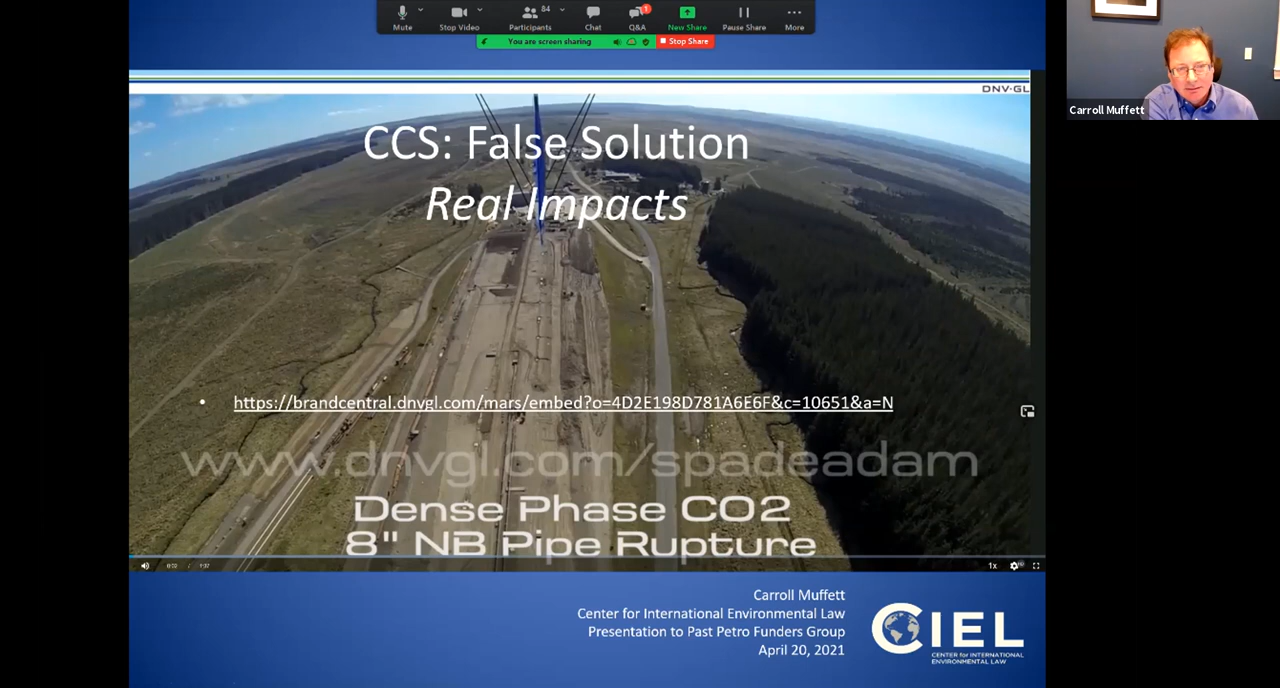 Mute
Stop Video
84
Participants
Chat
1
Q&A
New Share
Pause Share
More
You are screen sharing
Stop Share
Carroll Muffett
DNV·GL
CCS: False Solution
Real Impacts
• https://brandcentral.dnvgl.com/mars/embed?o=4D2E198D781A6E6F&c=10651&a=N
www.dnvgl.com/spadeadam
Dense Phase CO2
8" NB Pipe Rupture
1x
Carroll Muffett
Center for International Environmental Law
Presentation to Past Petro Funders Group
April 20, 2021
CIEL
CENTER for INTERNATIONAL
ENVIRONMENTAL LAW